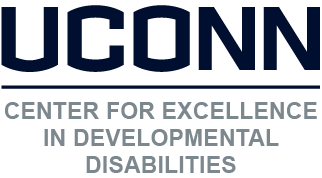 UCONN
CENTER FOR EXCELLENCE
IN DEVELOPMENTAL
DISABILITIES